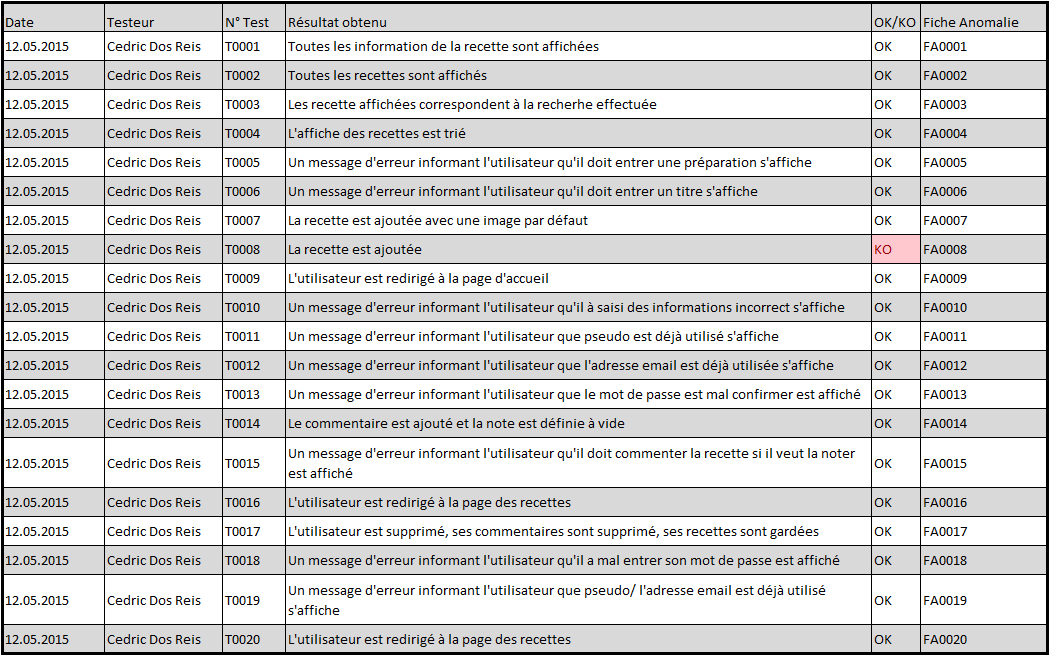 Date Testeur N° Test Résultat obtenu OK/KO Fiche Anomalie
12.05.2015 Cedric Dos Reis T0001 Toutes les information de la recette sont affichées OK FA0001
12.05.2015 Cedric Dos Reis T0002 Toutes les recettes sont affichés OK FA0002
12.05.2015 Cedric Dos Reis T0003 Les recette affichées correspondent à la recherhe effectuée OK FA0003
12.05.2015 Cedric Dos Reis T0004 L'affiche des recettes est trié OK FA0004
12.05.2015 Cedric Dos Reis T0005 Un message d'erreur informant l'utilisateur qu'il doit entrer une préparation s'affiche OK FA0005
12.05.2015 Cedric Dos Reis T0006 Un message d'erreur informant l'utilisateur qu'il doit entrer un titre s'affiche OK FA0006
12.05.2015 Cedric Dos Reis T0007 La recette est ajoutée avec une image par défaut OK FA0007
12.05.2015 Cedric Dos Reis T0008 La recette est ajoutée KO FA0008
12.05.2015 Cedric Dos Reis T0009 L'utilisateur est redirigé à la page d'accueil OK FA0009
12.05.2015 Cedric Dos Reis T0010 Un message d'erreur informant l'utilisateur qu'il à saisi des informations incorrect s'affiche OK FA0010
12.05.2015 Cedric Dos Reis T0011 Un message d'erreur informant l'utilisateur que pseudo est déjà utilisé s'affiche OK FA0011
12.05.2015 Cedric Dos Reis T0012 Un message d'erreur informant l'utilisateur que l'adresse email est déjà utilisée s'affiche OK FA0012
12.05.2015 Cedric Dos Reis T0013 Un message d'erreur informant l'utilisateur que le mot de passe est mal confirmer est affiché OK FA0013
12.05.2015 Cedric Dos Reis T0014 Le commentaire est ajouté et la note est définie à vide OK FA0014
12.05.2015 Cedric Dos Reis T0015 Un message d'erreur informant l'utilisateur qu'il doit commenter la recette si il veut la noter
est affiché OK FA0015
12.05.2015 Cedric Dos Reis T0016 L'utilisateur est redirigé à la page des recettes OK FA0016
12.05.2015 Cedric Dos Reis T0017 L'utilisateur est supprimé, ses commentaires sont supprimé, ses recettes sont gardées OK FA0017
12.05.2015 Cedric Dos Reis T0018 Un message d'erreur informant l'utilisateur qu'il a mal entrer son mot de passe est affiché OK FA0018
12.05.2015 Cedric Dos Reis T0019 Un message d'erreur informant l'utilisateur que pseudo/ l'adresse email est déjà utilisé
s'affiche OK FA0019
12.05.2015 Cedric Dos Reis T0020 L'utilisateur est redirigé à la page des recettes OK FA0020